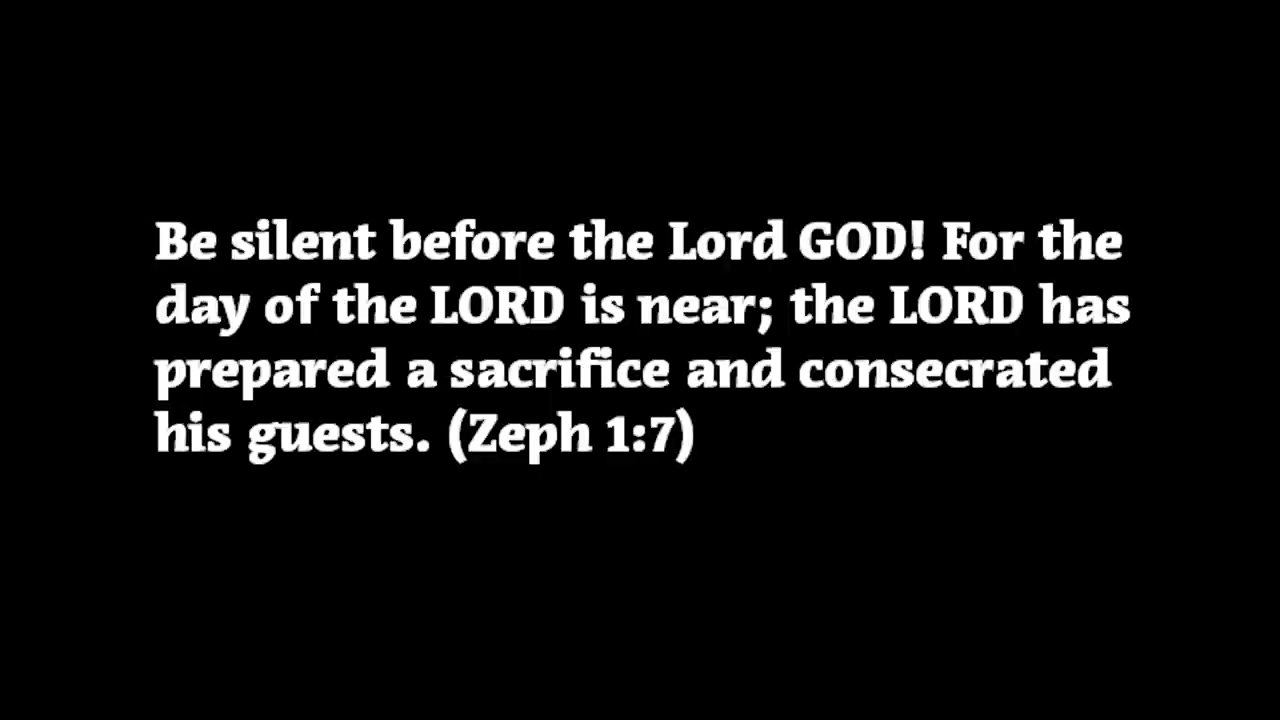 Be silent before the Lord GOD! For the
day of the LORD is near; the LORD has
prepared a sacrifice and consecrated
his guests. (Zeph 1:7)